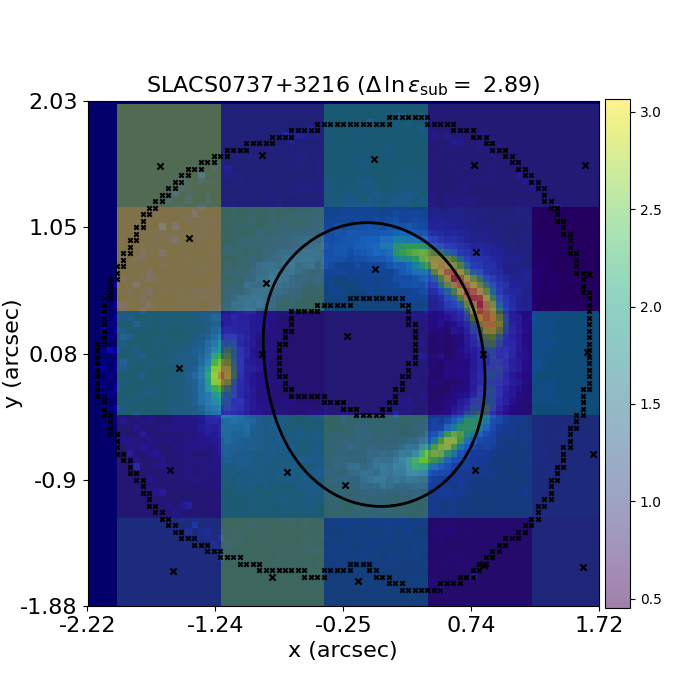 SLACS0737+3216 (Δ ln ε_sub = 2.89)
2.03
1.05
0.08
-0.9
-1.88
y (arcsec)
-2.22 -1.24 -0.25 0.74 1.72
x (arcsec)
3.0
2.5
2.0
1.5
1.0
0.5